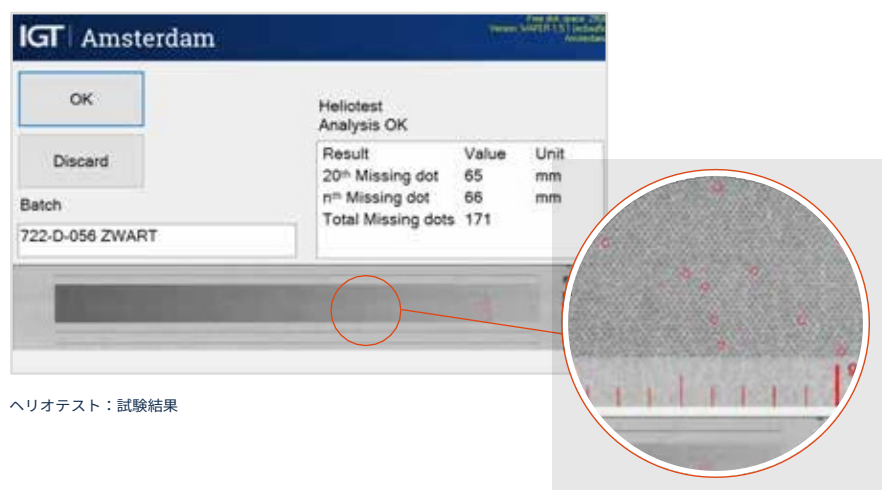 IGT Amsterdam
OK
Discard
Batch
722-D-056 ZWART
Heliotest
Analysis OK
Result Value Unit
20th Missing dot 65 mm
nth Missing dot 66 mm
Total Missing dots 171
ヘリオテスト：試験結果